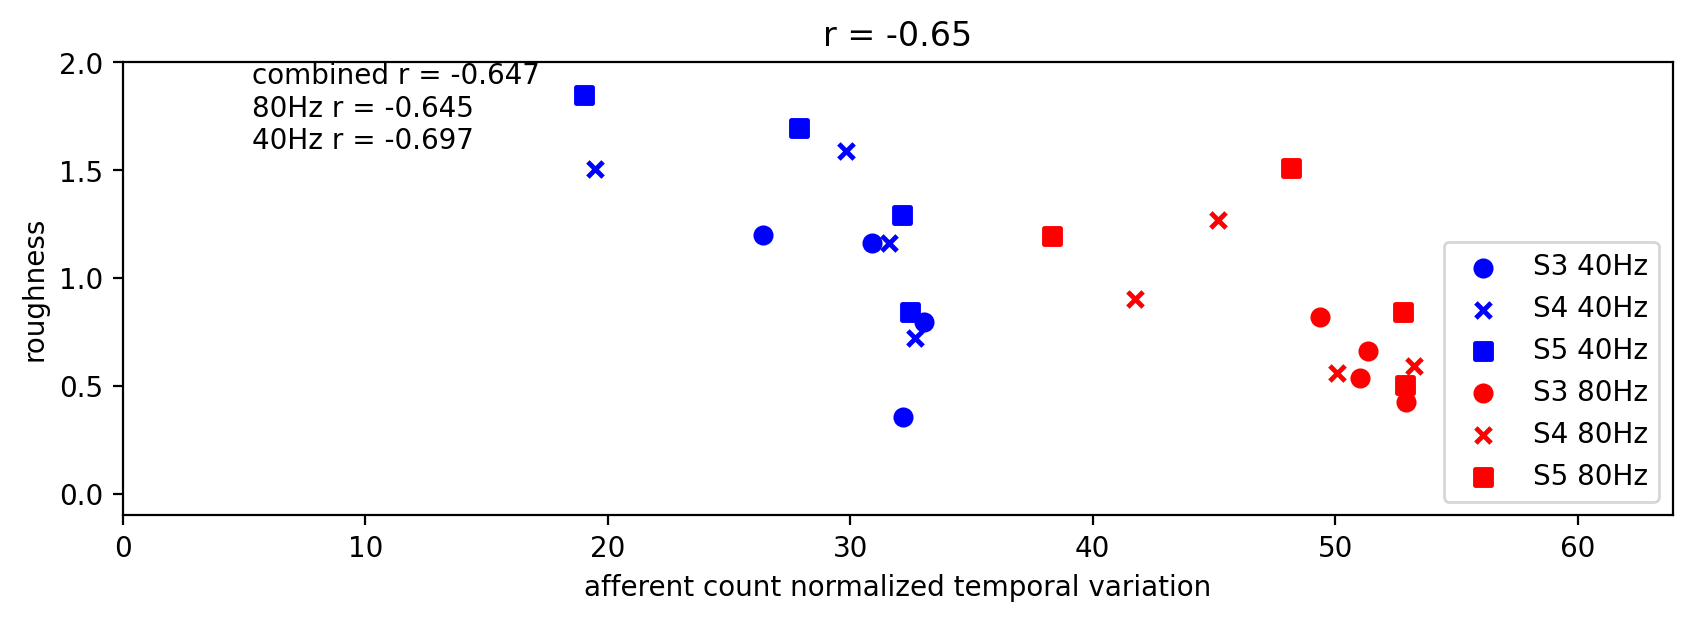 r = -0.65
combined r = -0.647
80Hz r = -0.645
40Hz r = -0.697
2.0
1.5
1.0
0.5
0.0
roughness
S3 40Hz
S4 40Hz
S5 40Hz
S3 80Hz
S4 80Hz
S5 80Hz
0 10 20 30 40 50 60
afferent count normalized temporal variation